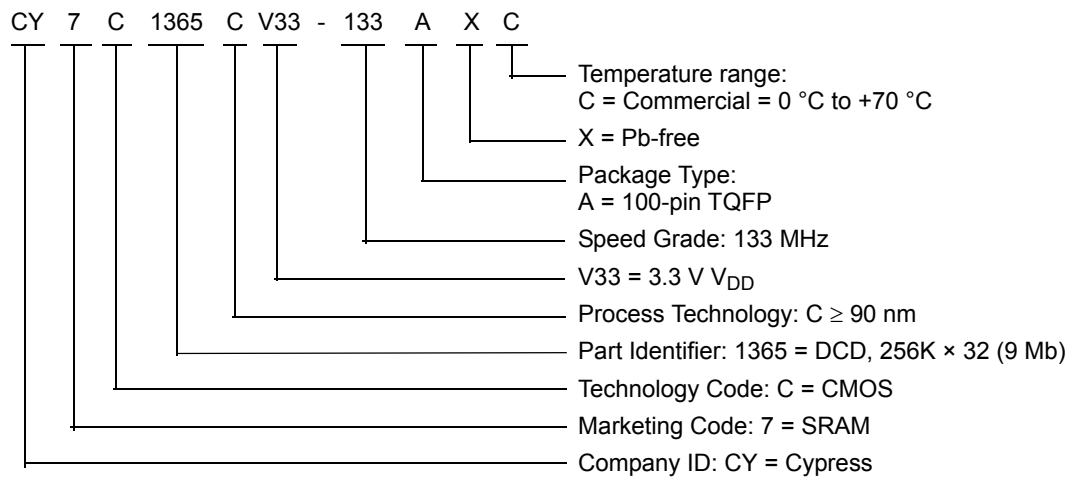 CY 7 C 1365 C V33 - 133 A X C
Temperature range:
C = Commercial = 0 °C to +70 °C
X = Pb-free
Package Type:
A = 100-pin TQFP
Speed Grade: 133 MHz
V33 = 3.3 V VDD
Process Technology: C ≥ 90 nm
Part Identifier: 1365 = DCD, 256K × 32 (9 Mb)
Technology Code: C = CMOS
Marketing Code: 7 = SRAM
Company ID: CY = Cypress